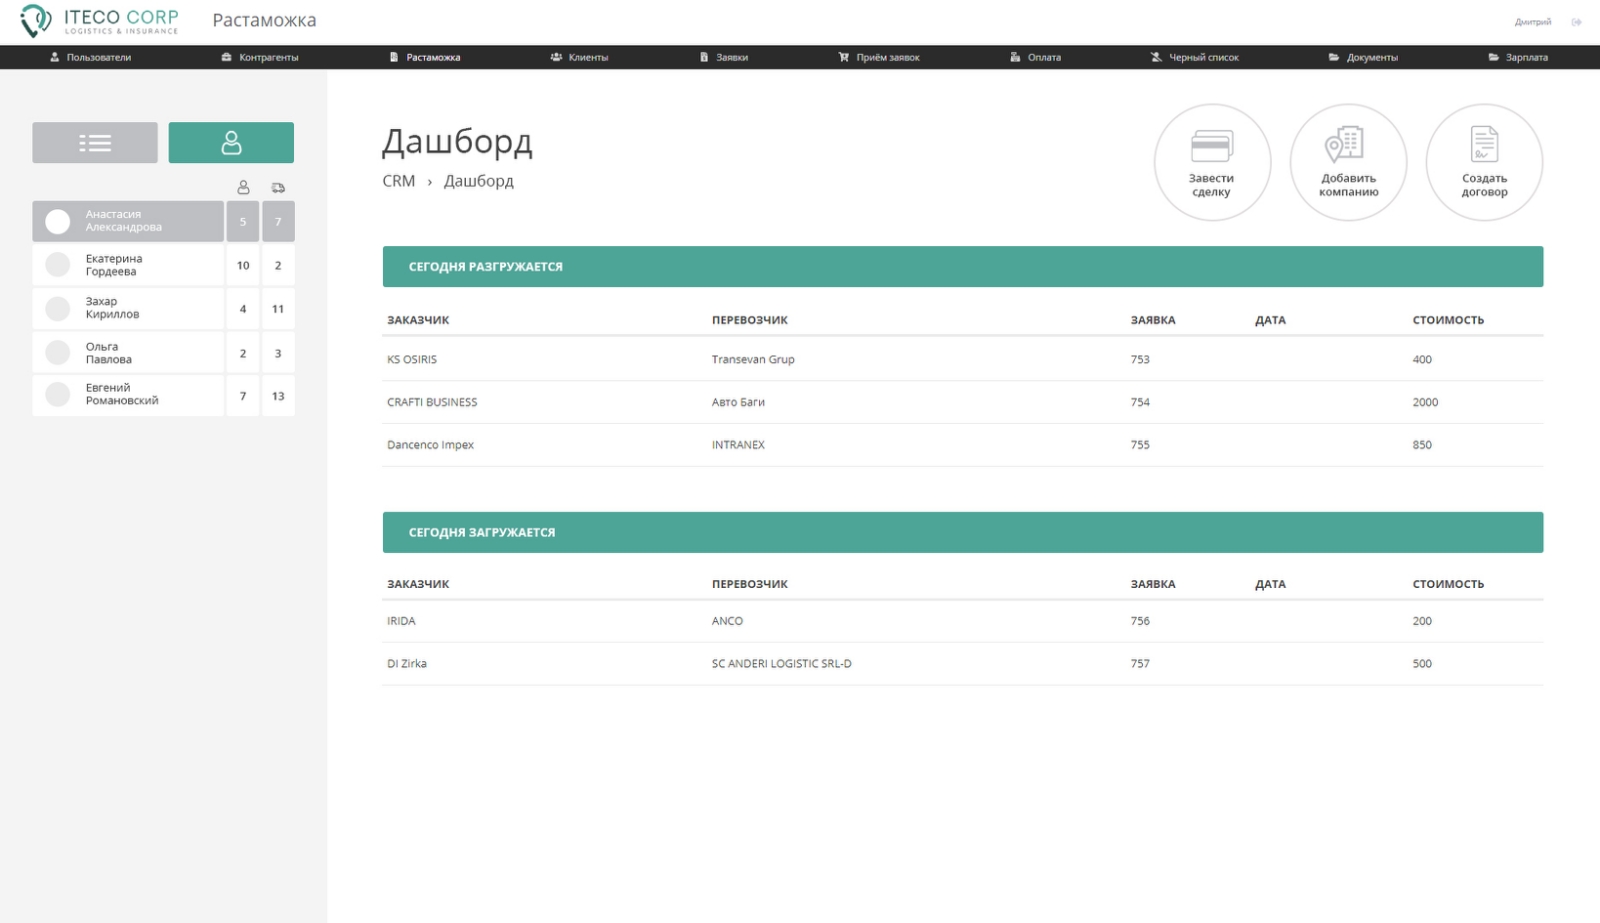 ITECO CORP
LOGISTICS & INSURANCE
Растаможка
Дмитрий
Пользователи
Контрагенты
Растаможка
Клиенты
Заявки
Приём заявок
Оплата
Черный список
Документы
Зарплата
Анастасия
Александрова
5
7
Екатерина
Гордеева
10
2
Захар
Кириллов
4
11
Ольга
Павлова
2
3
Евгений
Романовский
7
13
Дашборд
CRM › Дашборд
Завести
сделку
Добавить
компанию
Создать
договор
СЕГОДНЯ РАЗГРУЖАЕТСЯ
ЗАКАЗЧИК ПЕРЕВОЗЧИК ЗАЯВКА ДАТА СТОИМОСТЬ
KS OSIRIS Transevan Grup 753 400
CRAFTI BUSINESS Авто Баги 754 2000
Dancenco Impex INTRANEX 755 850
СЕГОДНЯ ЗАГРУЖАЕТСЯ
ЗАКАЗЧИК ПЕРЕВОЗЧИК ЗАЯВКА ДАТА СТОИМОСТЬ
IRIDA ANCO 756 200
DI Zirka SC ANDERI LOGISTIC SRL-D 757 500